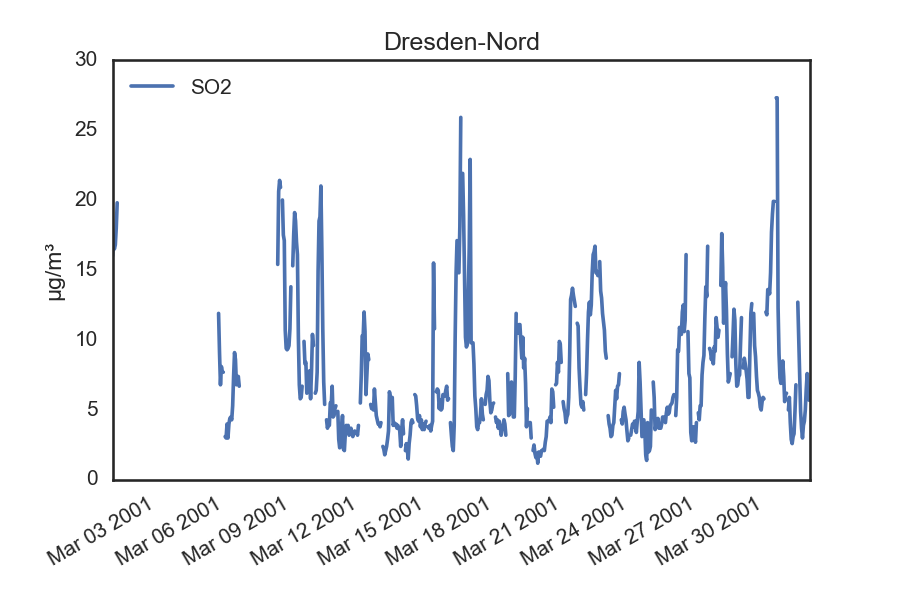 Dresden-Nord
30
25
20
15
10
5
0
µg/m³
SO2
Mar 03 2001
Mar 06 2001
Mar 09 2001
Mar 12 2001
Mar 15 2001
Mar 18 2001
Mar 21 2001
Mar 24 2001
Mar 27 2001
Mar 30 2001